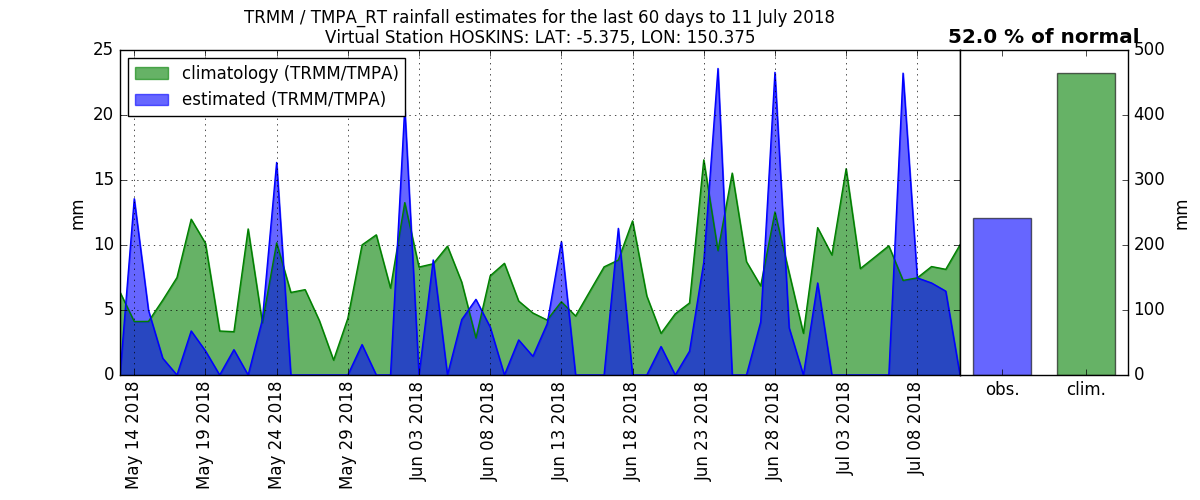 TRMM / TMPA_RT rainfall estimates for the last 60 days to 11 July 2018
Virtual Station HOSKINS: LAT: -5.375, LON: 150.375
52.0 % of normal
climatology (TRMM/TMPA)
estimated (TRMM/TMPA)
mm
25
20
15
10
5
0
May 14 2018
May 19 2018
May 24 2018
May 29 2018
Jun 03 2018
Jun 08 2018
Jun 13 2018
Jun 18 2018
Jun 23 2018
Jun 28 2018
Jul 03 2018
Jul 08 2018
obs.
clim.
500
400
300
200
100
0
mm